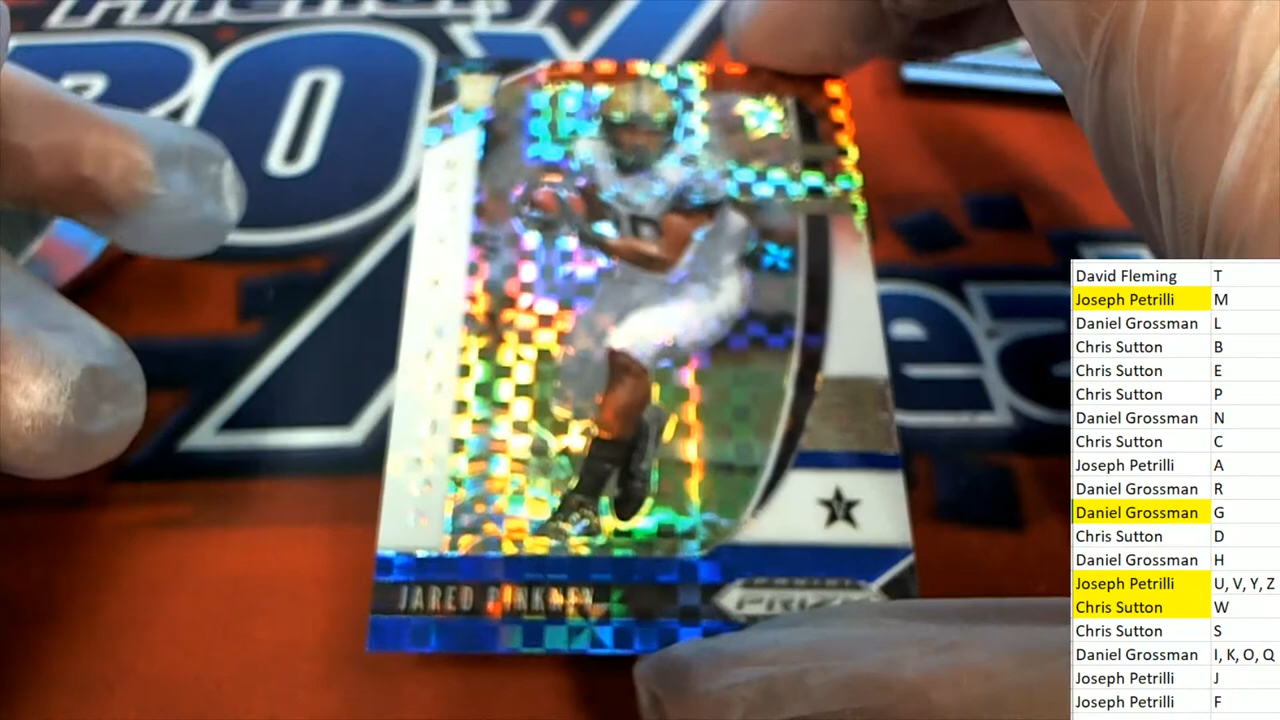 JARED PINKNEY
PANINI
PRIZM
V
David Fleming T
Joseph Petrilli M
Daniel Grossman L
Chris Sutton B
Chris Sutton E
Chris Sutton P
Daniel Grossman N
Chris Sutton C
Joseph Petrilli A
Daniel Grossman R
Daniel Grossman G
Chris Sutton D
Daniel Grossman H
Joseph Petrilli U, V, Y, Z
Chris Sutton W
Chris Sutton S
Daniel Grossman I, K, O, Q
Joseph Petrilli J
Joseph Petrilli F